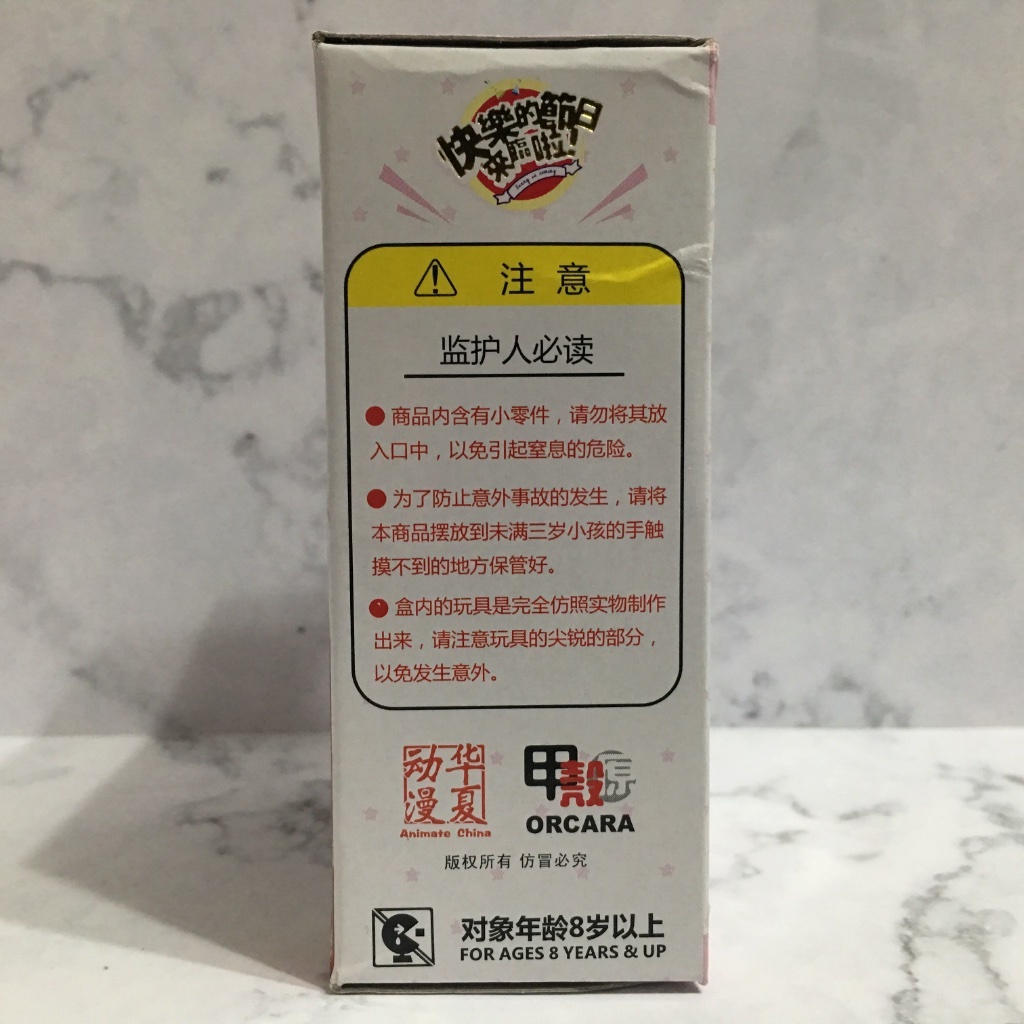 快樂的節日
來臨啦!
注意
监护人必读
● 商品内含有小零件，请勿将其放
入口中，以免引起窒息的危险。
● 为了防止意外事故的发生，请将
本商品摆放到未满三岁小孩的手触
摸不到的地方保管好。
● 盒内的玩具是完全仿照实物制作
出来，请注意玩具的尖锐的部分，
以免发生意外。
华夏动漫
Animate China
甲殼
ORCARA
版权所有 仿冒必究
对象年龄8岁以上
FOR AGES 8 YEARS & UP